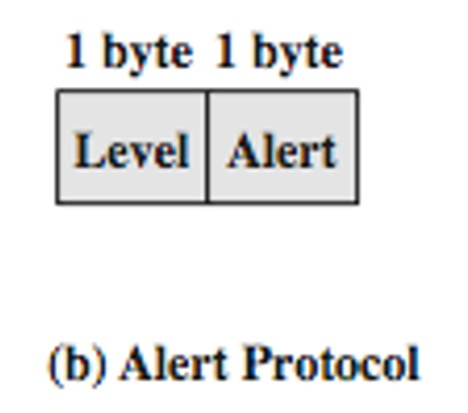 1 byte 1 byte
Level Alert
(b) Alert Protocol